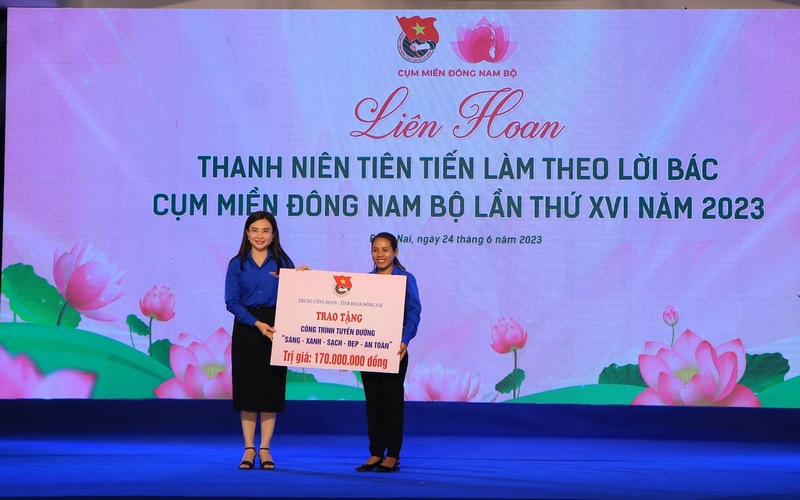 CỤM MIỀN ĐÔNG NAM BỘ
Liên Hoan
THANH NIÊN TIÊN TIẾN LÀM THEO LỜI BÁC
CỤM MIỀN ĐÔNG NAM BỘ LẦN THỨ XVI NĂM 2023
Nai, ngày 24 tháng 6 năm 2023
TRUNG ƯƠNG ĐOÀN - TỈNH ĐOÀN ĐỒNG NAI
TRAO TẶNG
CÔNG TRÌNH TUYẾN ĐƯỜNG
"SÁNG - XANH - SẠCH - ĐẸP - AN TOÀN"
Trị giá: 170.000.000 đồng